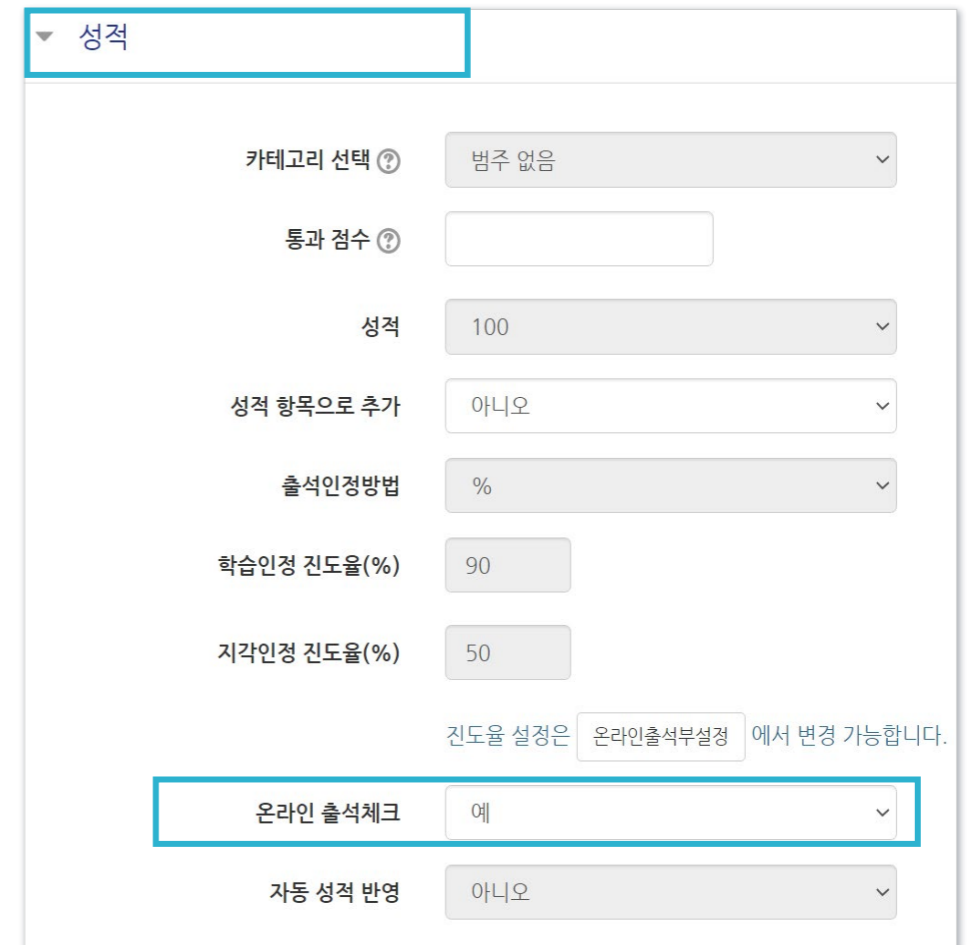 성적
카테고리 선택 ? 범주 없음
통과 점수 ?
성적 100
성적 항목으로 추가 아니오
출석인정방법 %
학습인정 진도율(%) 90
지각인정 진도율(%) 50
진도율 설정은 온라인출석부설정 에서 변경 가능합니다.
온라인 출석체크 예
자동 성적 반영 아니오